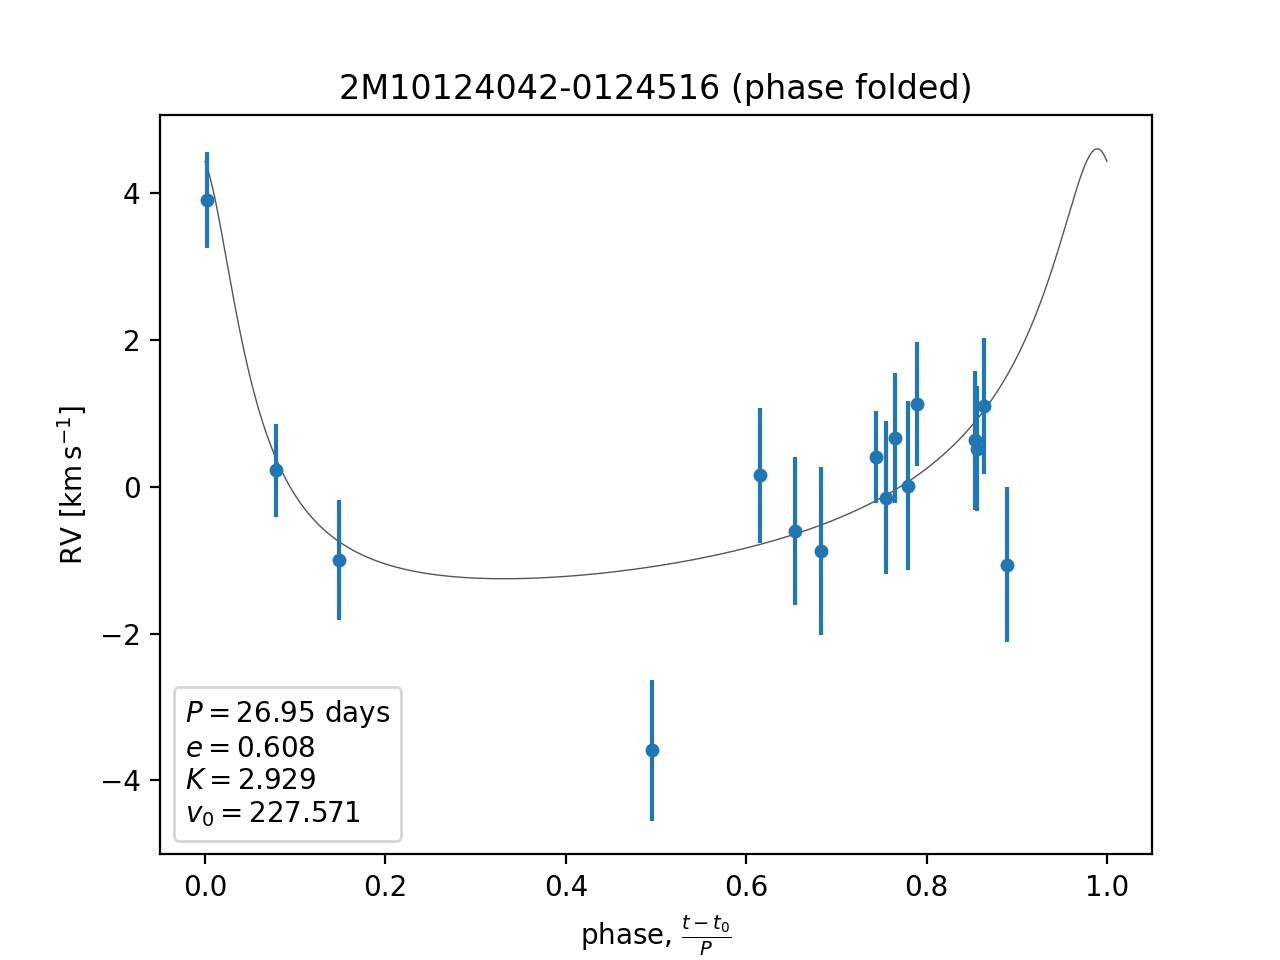 2M10124042-0124516 (phase folded)
RV [km s⁻¹]
4
2
0
−2
−4
P = 26.95 days
e = 0.608
K = 2.929
v₀ = 227.571
0.0 0.2 0.4 0.6 0.8 1.0
phase, (t − t₀)/P